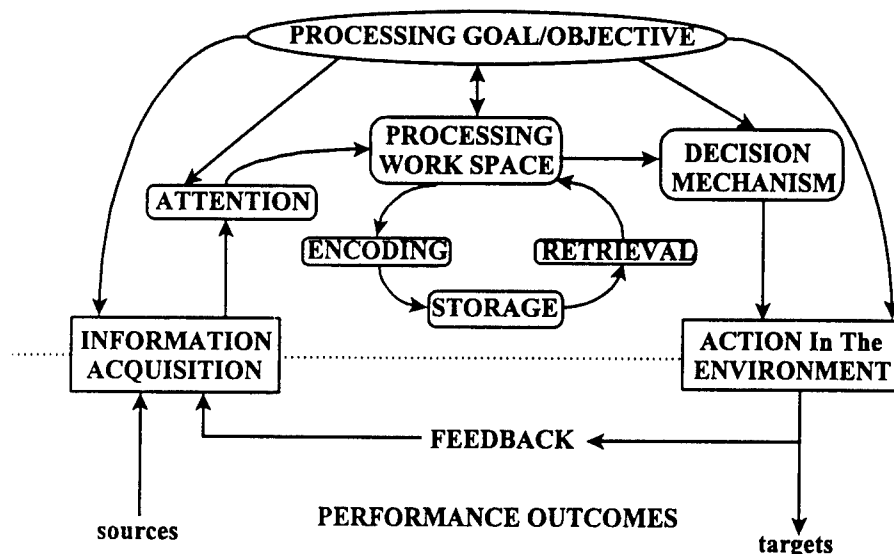 PROCESSING GOAL/OBJECTIVE
PROCESSING
WORK SPACE
DECISION
MECHANISM
ATTENTION
ENCODING
RETRIEVAL
STORAGE
INFORMATION
ACQUISITION
ACTION In The
ENVIRONMENT
FEEDBACK
sources
PERFORMANCE OUTCOMES
targets